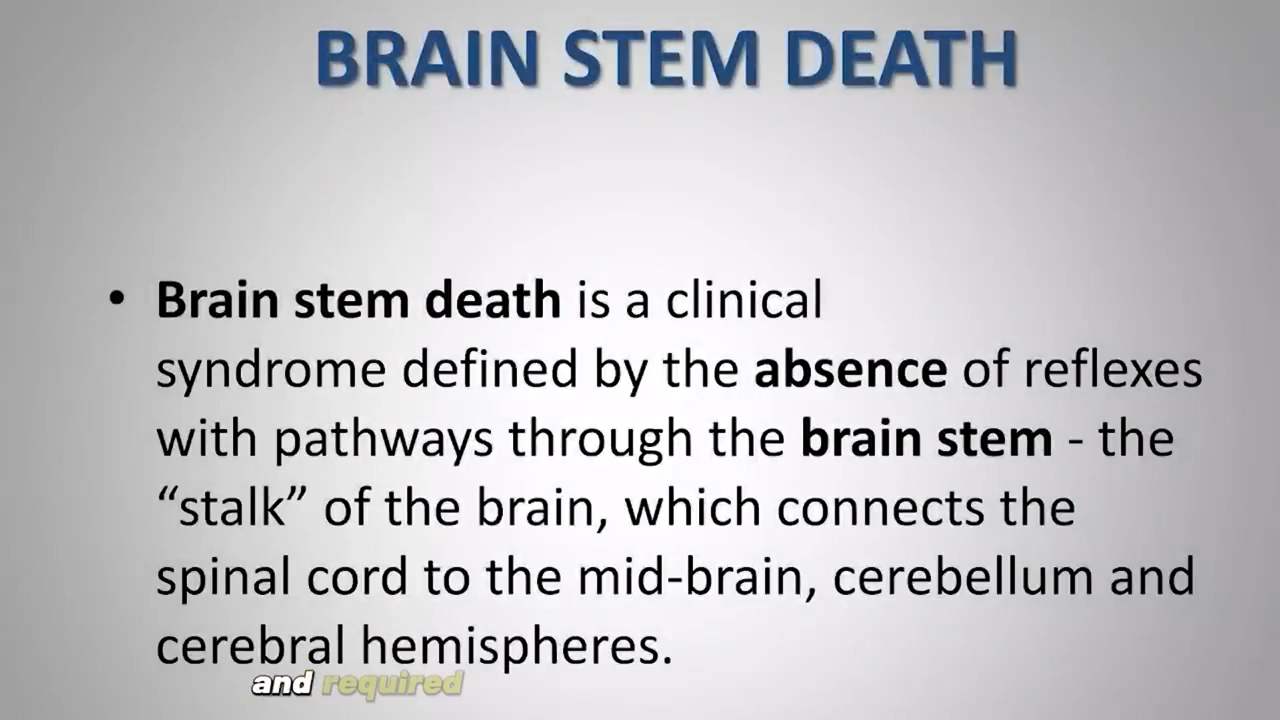 BRAIN STEM DEATH
• Brain stem death is a clinical
syndrome defined by the absence of reflexes
with pathways through the brain stem - the
“stalk” of the brain, which connects the
spinal cord to the mid-brain, cerebellum and
cerebral hemispheres.
and required